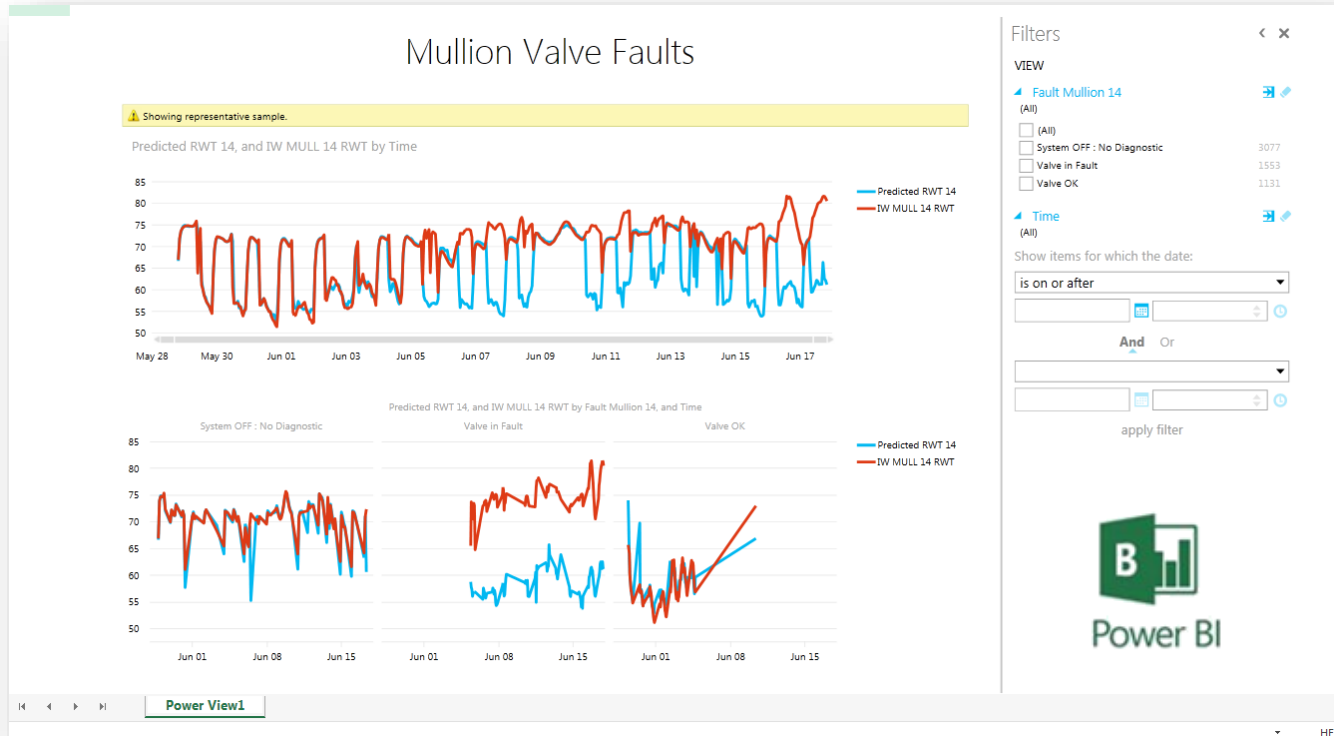 Mullion Valve Faults
Showing representative sample.
Predicted RWT 14, and IW MULL 14 RWT by Time
85
80
75
70
65
60
55
50
Predicted RWT 14
IW MULL 14 RWT
May 28 May 30 Jun 01 Jun 03 Jun 05 Jun 07 Jun 09 Jun 11 Jun 13 Jun 15 Jun 17
Predicted RWT 14, and IW MULL 14 RWT by Fault Mullion 14, and Time
System OFF : No Diagnostic Valve in Fault Valve OK
85
80
75
70
65
60
55
50
Predicted RWT 14
IW MULL 14 RWT
Jun 01 Jun 08 Jun 15 Jun 01 Jun 08 Jun 15 Jun 01 Jun 08 Jun 15
Filters
VIEW
Fault Mullion 14
(All)
(All)
System OFF : No Diagnostic 3077
Valve in Fault 1553
Valve OK 1131
Time
(All)
Show items for which the date:
is on or after
And Or
apply filter
B
Power BI
Power View1